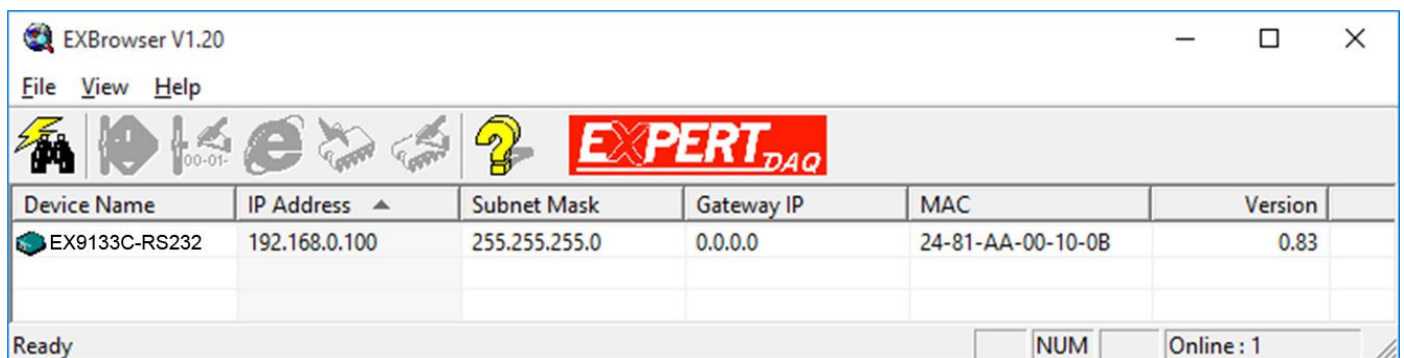 EXBrowser V1.20
File View Help
00-01- EXPERT DAQ
Device Name IP Address Subnet Mask Gateway IP MAC Version
EX9133C-RS232 192.168.0.100 255.255.255.0 0.0.0.0 24-81-AA-00-10-0B 0.83
Ready NUM Online : 1